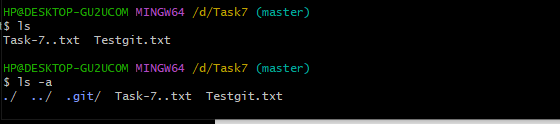 HP@DESKTOP-GU2UCOM MINGW64 /d/Task7 (master)
$ ls
Task-7..txt  Testgit.txt
HP@DESKTOP-GU2UCOM MINGW64 /d/Task7 (master)
$ ls -a
./  ../  .git/  Task-7..txt  Testgit.txt